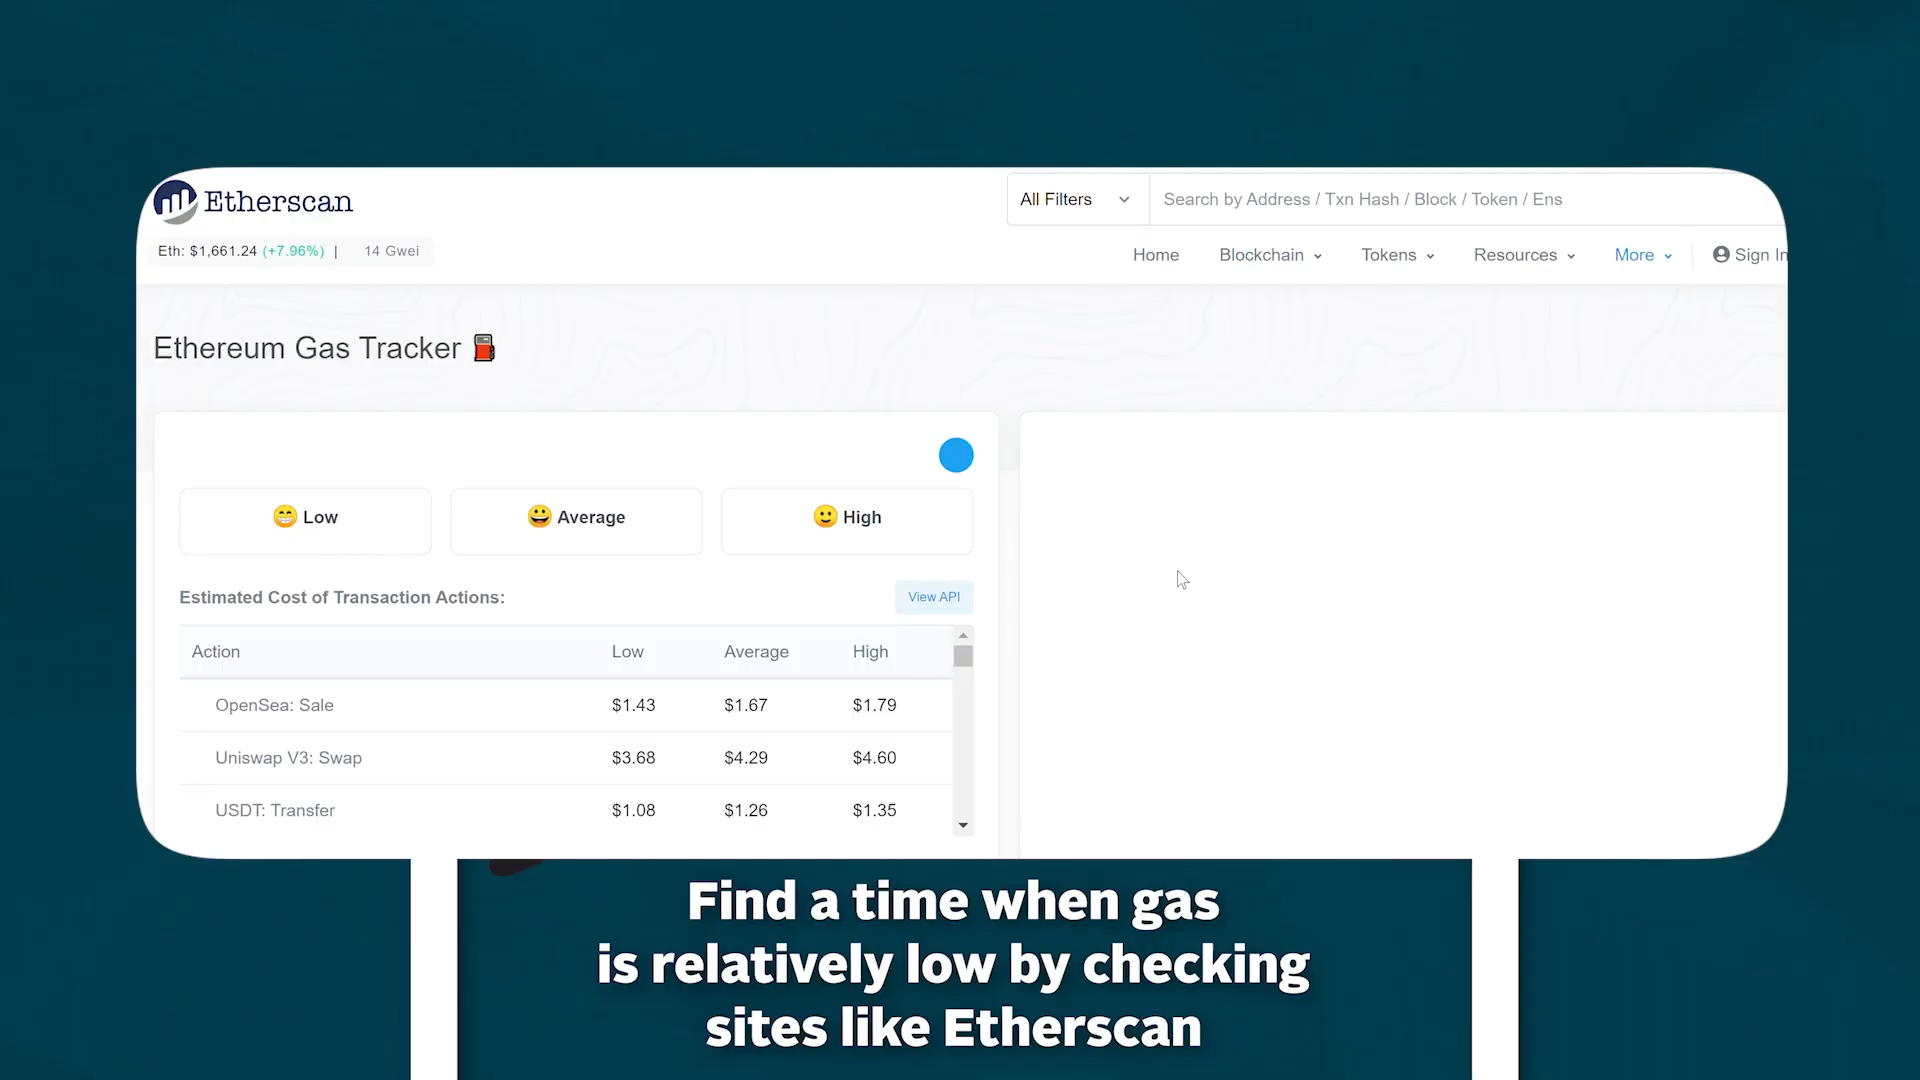 Etherscan
All Filters
Search by Address / Txn Hash / Block / Token / Ens
Eth: $1,661.24 (+7.96%) | 14 Gwei
Home Blockchain Tokens Resources More Sign In
Ethereum Gas Tracker
Low Average High
Estimated Cost of Transaction Actions: View API
Action Low Average High
OpenSea: Sale $1.43 $1.67 $1.79
Uniswap V3: Swap $3.68 $4.29 $4.60
USDT: Transfer $1.08 $1.26 $1.35
Find a time when gas
is relatively low by checking
sites like Etherscan